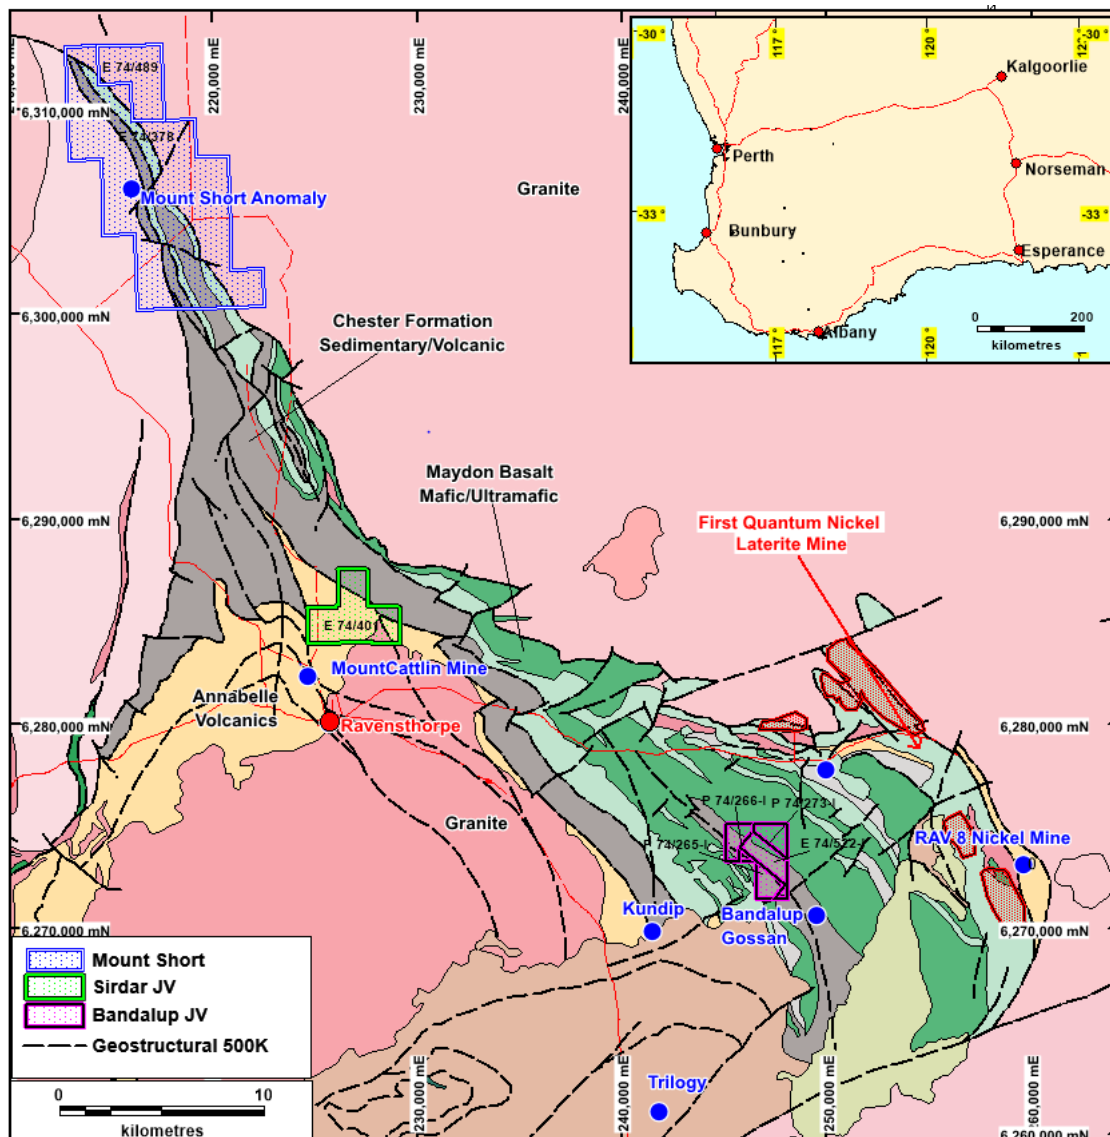 220,000 mE
230,000 mE
240,000 mE
-30 °
117 °
120 °
-30 °
Kalgoorlie
Perth
Norseman
-33 °
-33 °
Bunbury
Esperance
Albany
117 °
120 °
0 200
kilometres
E 74/489
6,310,000 mN
E 74/378
Mount Short Anomaly
Granite
6,300,000 mN
Chester Formation
Sedimentary/Volcanic
Maydon Basalt
Mafic/Ultramafic
6,290,000 mN
First Quantum Nickel
Laterite Mine
6,290,000 mN
E 74/401
MountCattlin Mine
Annabelle
Volcanics
Ravensthorpe
6,280,000 mN
6,280,000 mN
P 74/266-I
P 74/273-I
Granite
P 74/265-I
E 74/522-I
RAV 8 Nickel Mine
Kundip
Bandalup
Gossan
6,270,000 mN
6,270,000 mN
Mount Short
Sirdar JV
Bandalup JV
Geostructural 500K
0 10
kilometres
Trilogy
230,000 mE
240,000 mE
250,000 mE
260,000 mE
6,260,000 mN